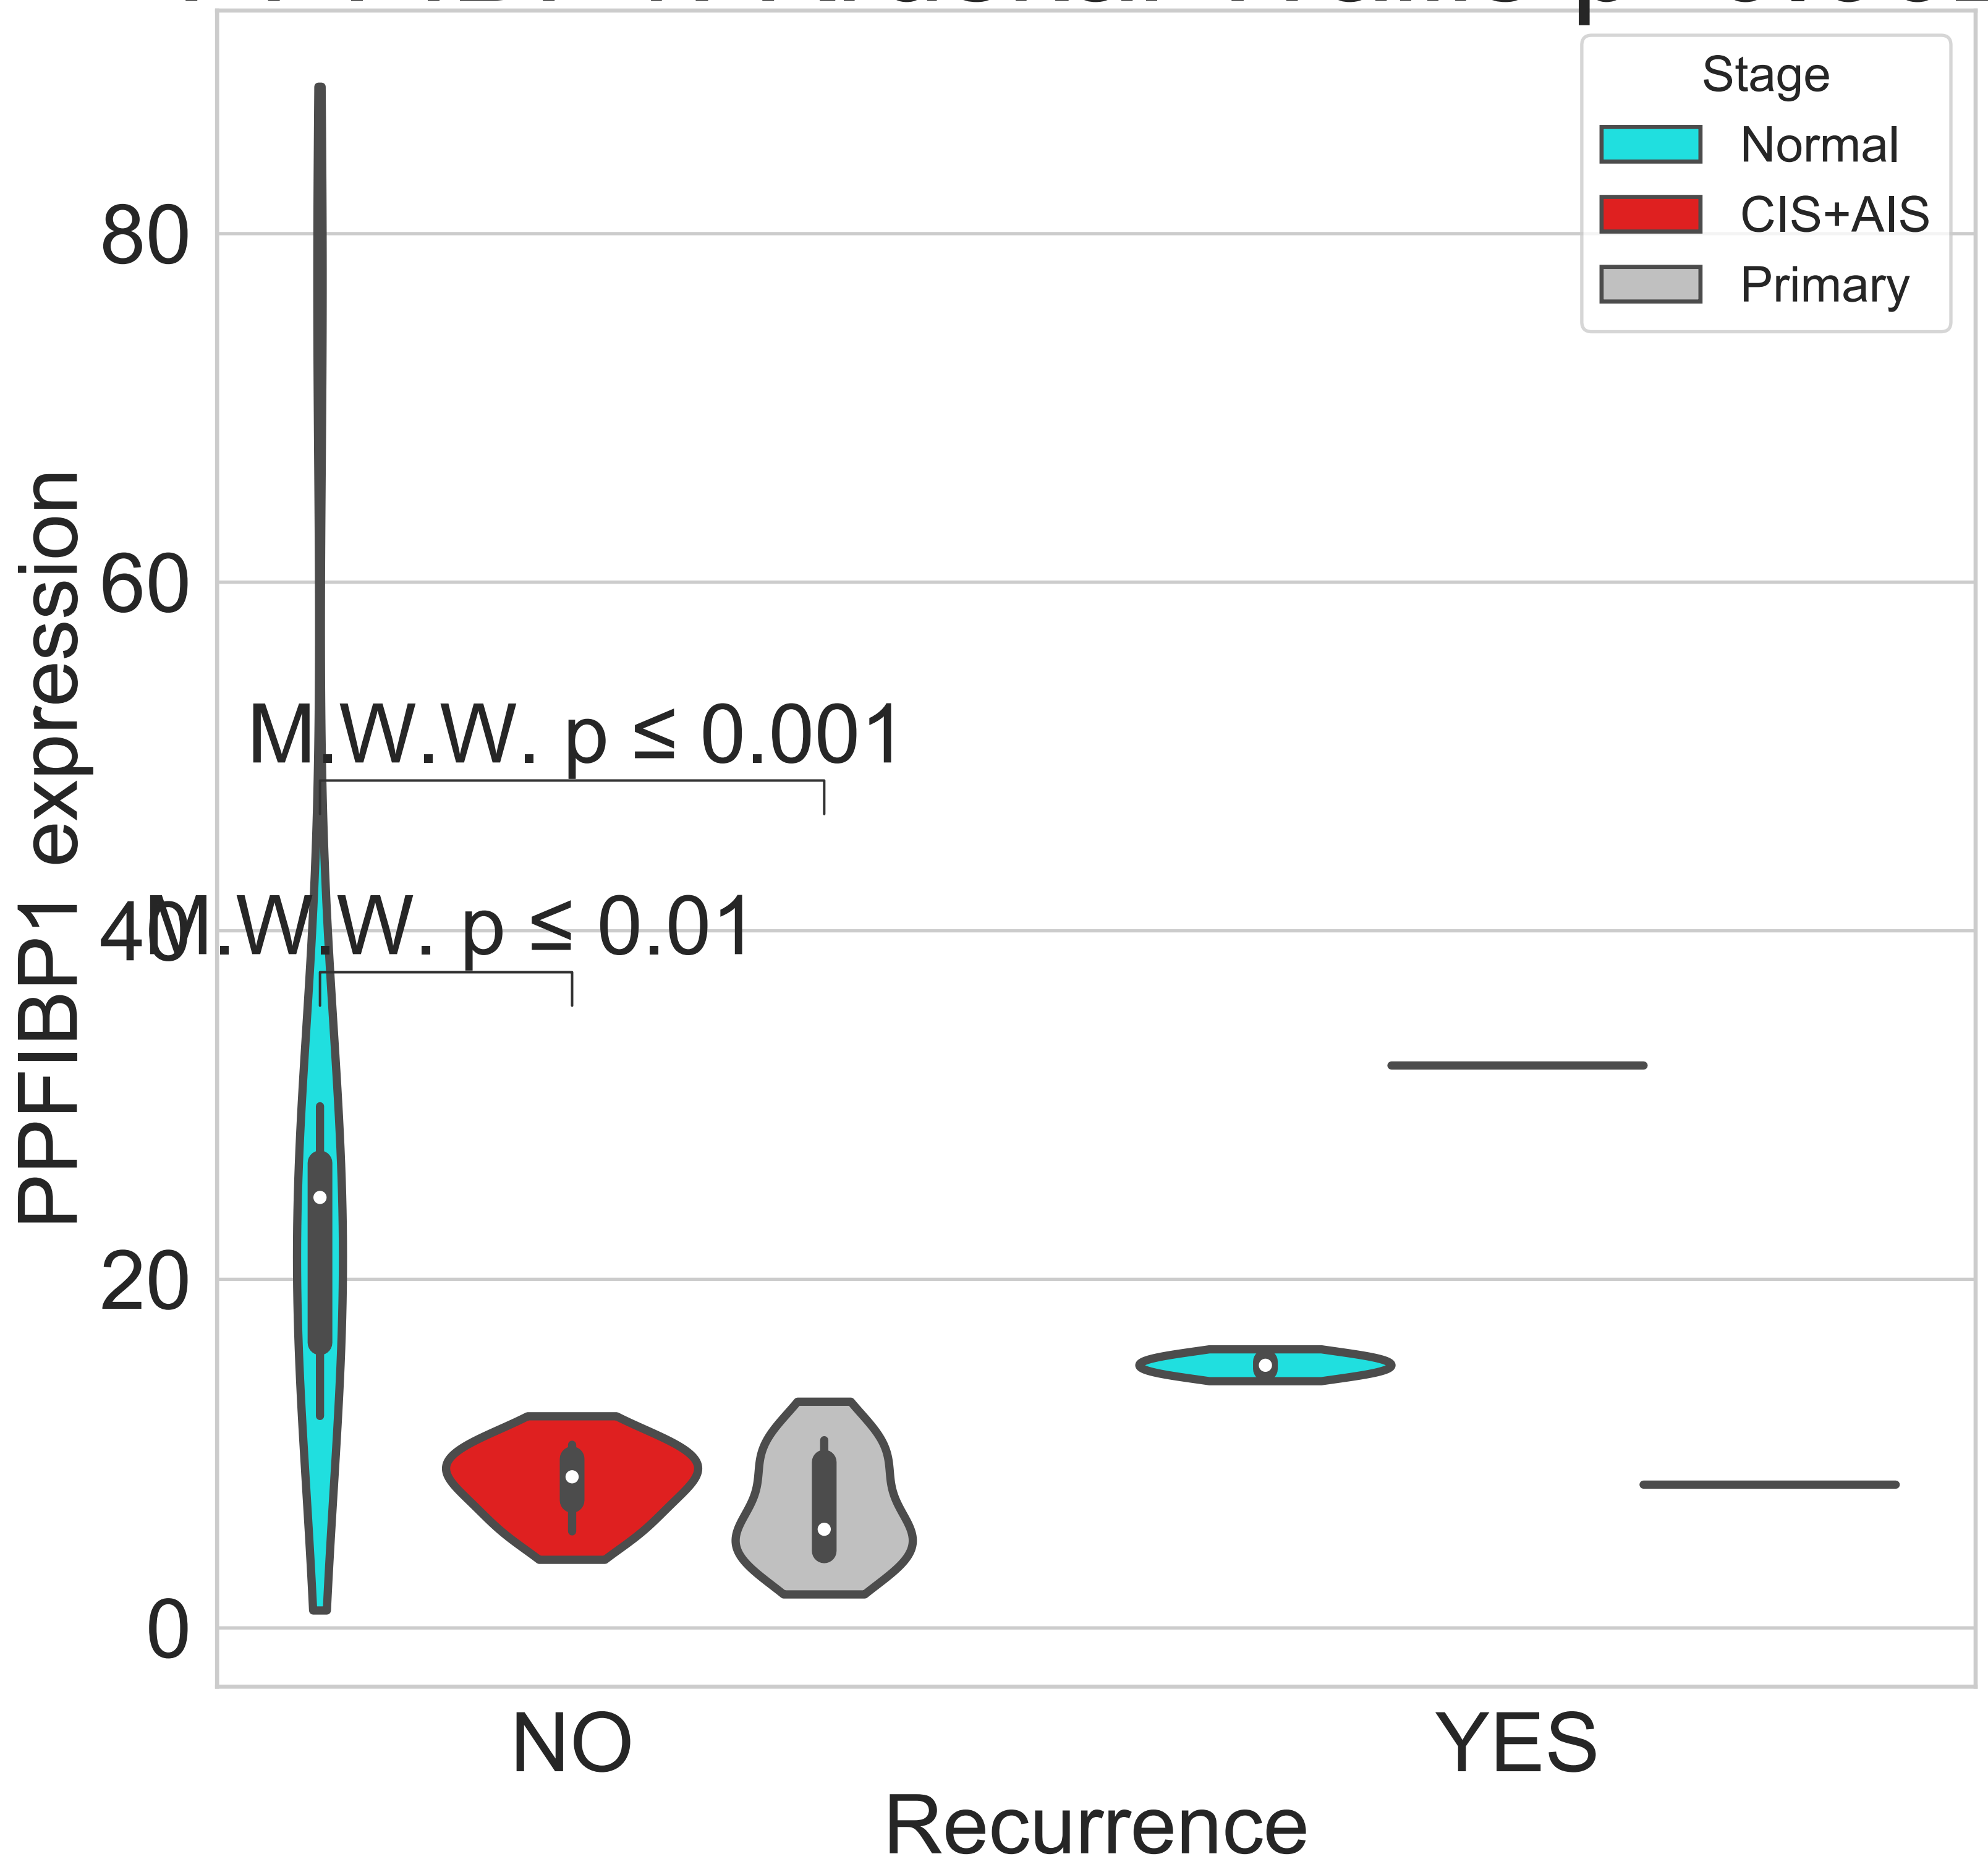 Stage
Normal
CIS+AIS
Primary
80
60
40
20
0
PPFIBP1 expression
M.W.W. p ≤ 0.001
M.W.W. p ≤ 0.01
NO
YES
Recurrence